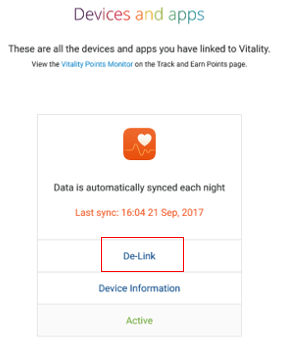 Devices and apps
These are all the devices and apps you have linked to Vitality.
View the Vitality Points Monitor on the Track and Earn Points page.
Data is automatically synced each night
Last sync: 16:04 21 Sep, 2017
De-Link
Device Information
Active